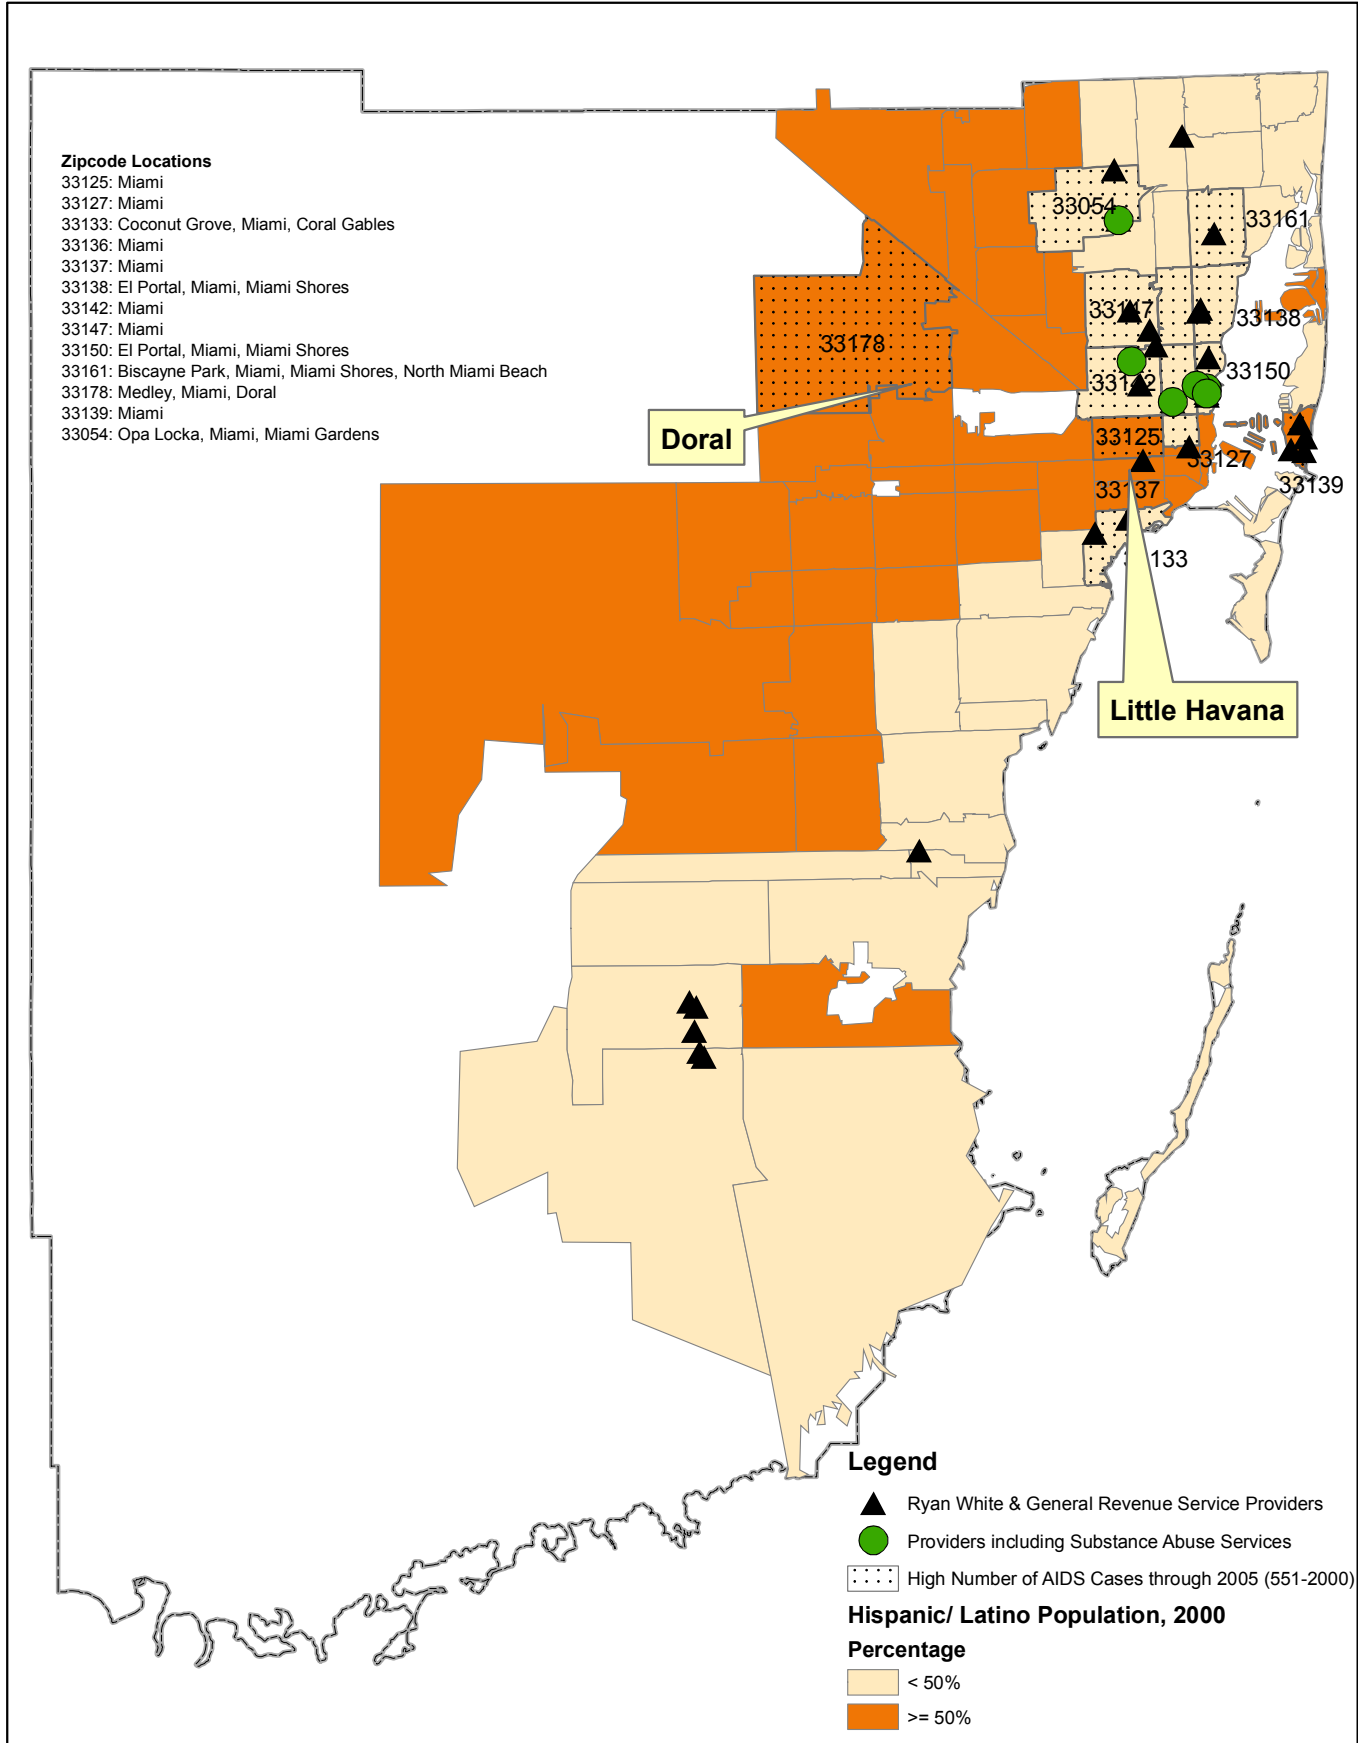 Zipcode Locations
33125: Miami
33127: Miami
33133: Coconut Grove, Miami, Coral Gables
33136: Miami
33137: Miami
33138: El Portal, Miami, Miami Shores
33142: Miami
33147: Miami
33150: El Portal, Miami, Miami Shores
33161: Biscayne Park, Miami, Miami Shores, North Miami Beach
33178: Medley, Miami, Doral
33139: Miami
33054: Opa Locka, Miami, Miami Gardens
33054
33161
33147
33138
33178
33150
33142
Doral
33125
33127
33137
33139
133
Little Havana
Legend
Ryan White & General Revenue Service Providers
Providers including Substance Abuse Services
High Number of AIDS Cases through 2005 (551-2000)
Hispanic/ Latino Population, 2000
Percentage
< 50%
>= 50%